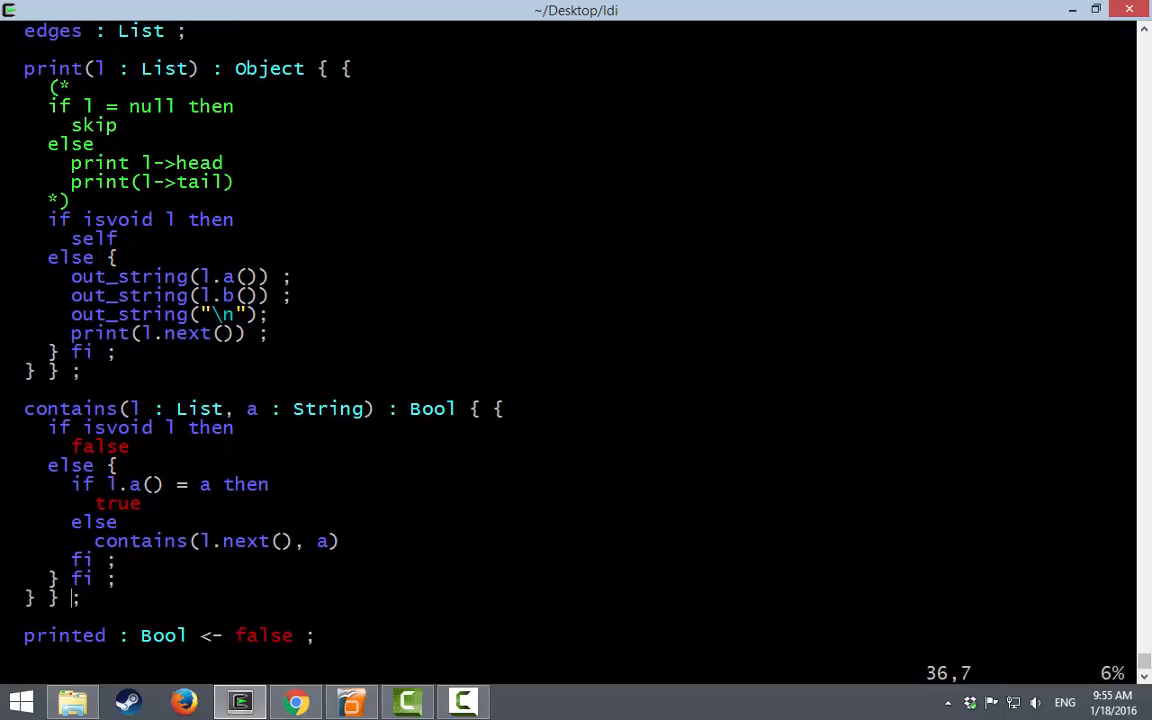 ~/Desktop/ldi
edges : List ;
print(l : List) : Object { {
(*
if l = null then
skip
else
print l->head
print(l->tail)
*)
if isvoid l then
self
else {
out_string(l.a()) ;
out_string(l.b()) ;
out_string("\n");
print(l.next()) ;
} fi ;
} } ;
contains(l : List, a : String) : Bool { {
if isvoid l then
false
else {
if l.a() = a then
true
else
contains(l.next(), a)
fi ;
} fi ;
} } ;
printed : Bool <- false ;
36,7 6%
ENG
9:55 AM
1/18/2016